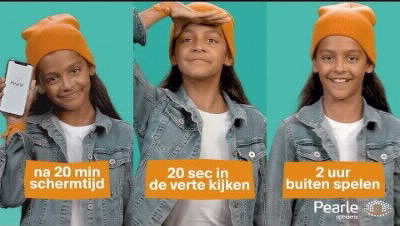 na 20 min
schermtijd
20 sec in
de verte kijken
2 uur
buiten spelen
Pearle
opticiens